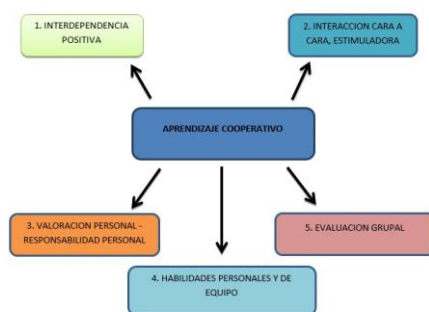 1. INTERDEPENDENCIA
POSITIVA
2. INTERACCION CARA A
CARA, ESTIMULADORA
APRENDIZAJE COOPERATIVO
3. VALORACION PERSONAL -
RESPONSABILIDAD PERSONAL
5. EVALUACION GRUPAL
4. HABILIDADES PERSONALES Y DE
EQUIPO